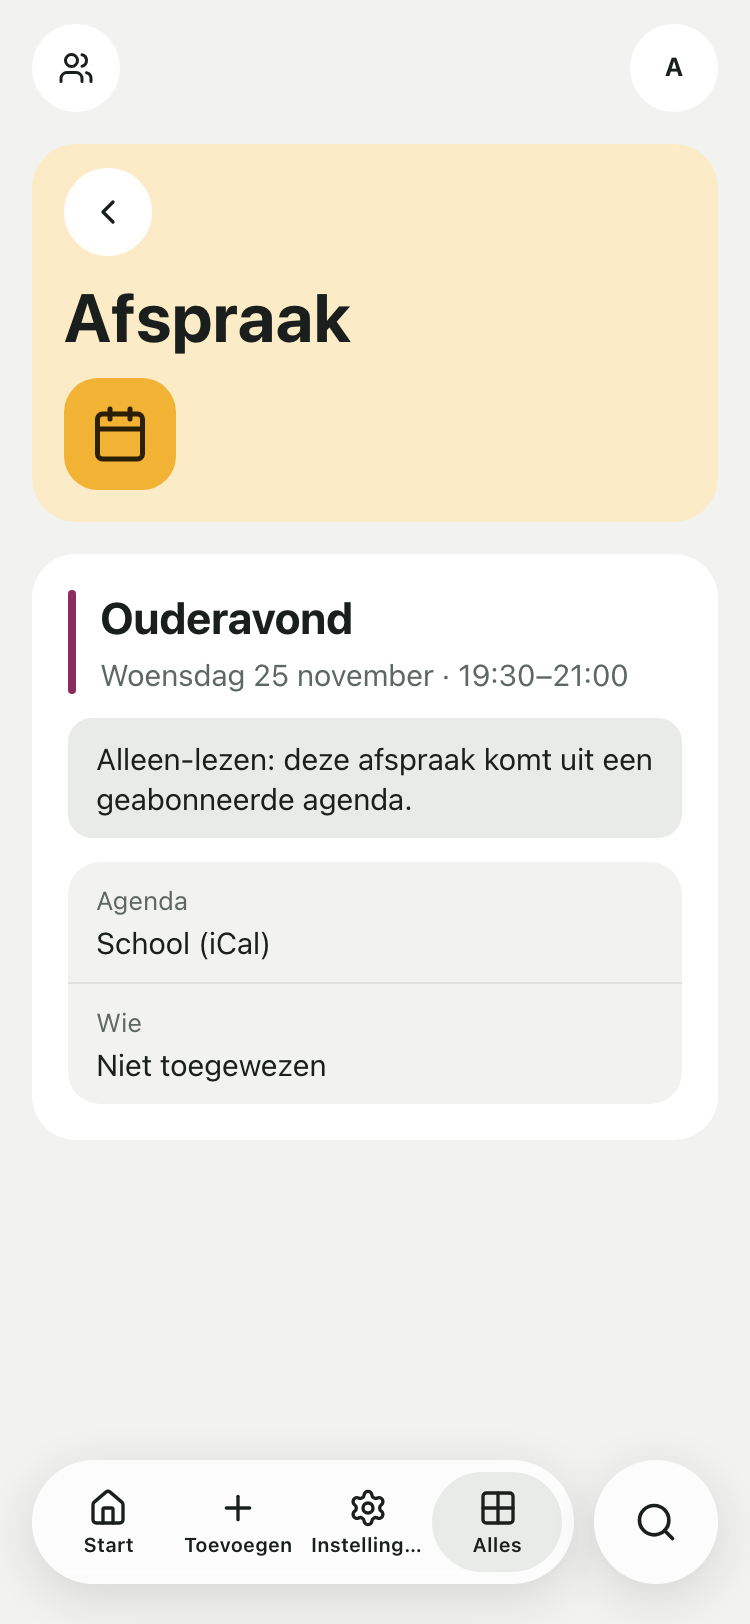 A
Afspraak
Ouderavond
Woensdag 25 november · 19:30–21:00
Alleen-lezen: deze afspraak komt uit een
geabonneerde agenda.
Agenda
School (iCal)
Wie
Niet toegewezen
Start
Toevoegen
Instelling...
Alles